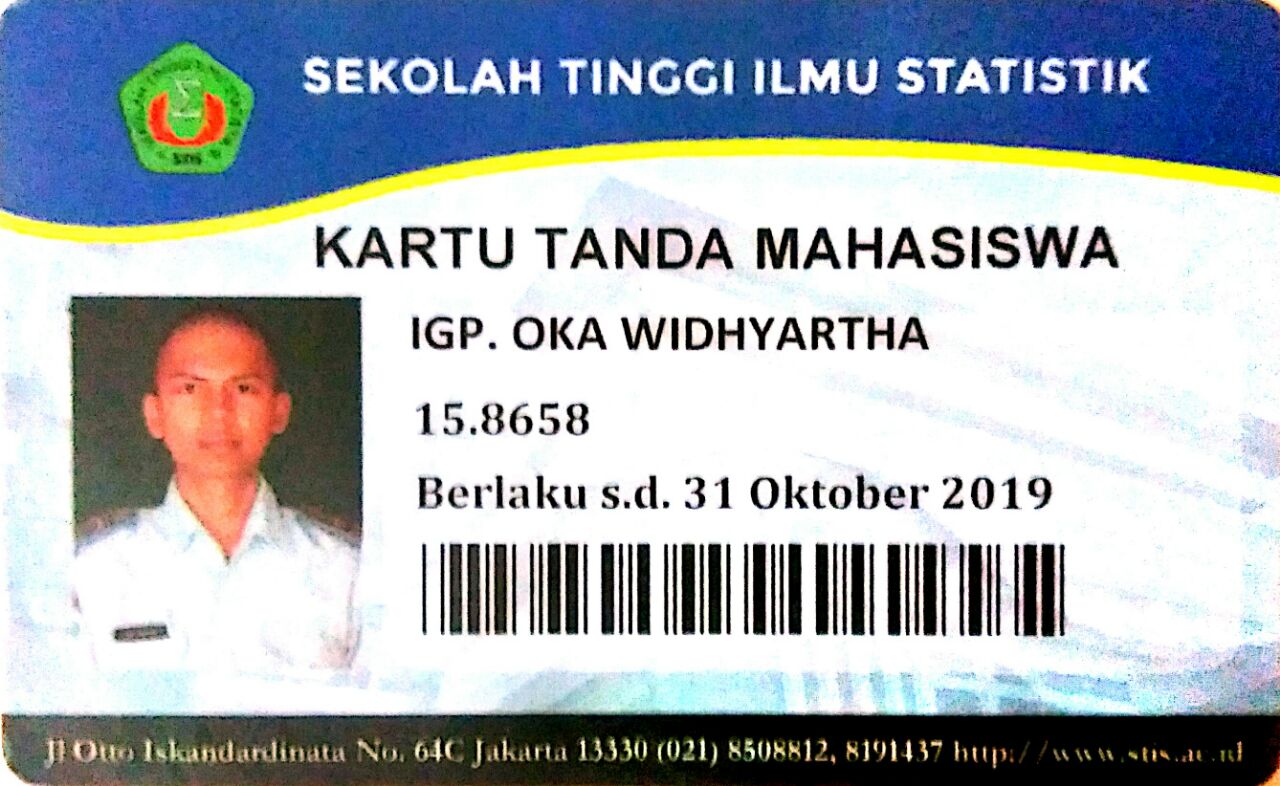 SEKOLAH TINGGI ILMU STATISTIK
STIS
KARTU TANDA MAHASISWA
IGP. OKA WIDHYARTHA
15.8658
Berlaku s.d. 31 Oktober 2019
Jl Otto Iskandardinata No. 64C Jakarta 13330 (021) 8508812, 8191437 http://www.stis.ac.id